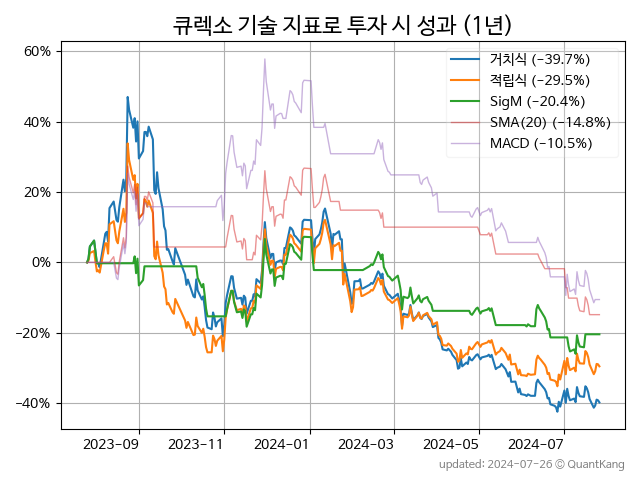 큐렉소 기술 지표로 투자 시 성과 (1년)
거치식 (−39.7%)
적립식 (−29.5%)
SigM (−20.4%)
SMA(20) (−14.8%)
MACD (−10.5%)
60%
40%
20%
0%
−20%
−40%
2023−09
2023−11
2024−01
2024−03
2024−05
2024−07
updated: 2024-07-26 © QuantKang